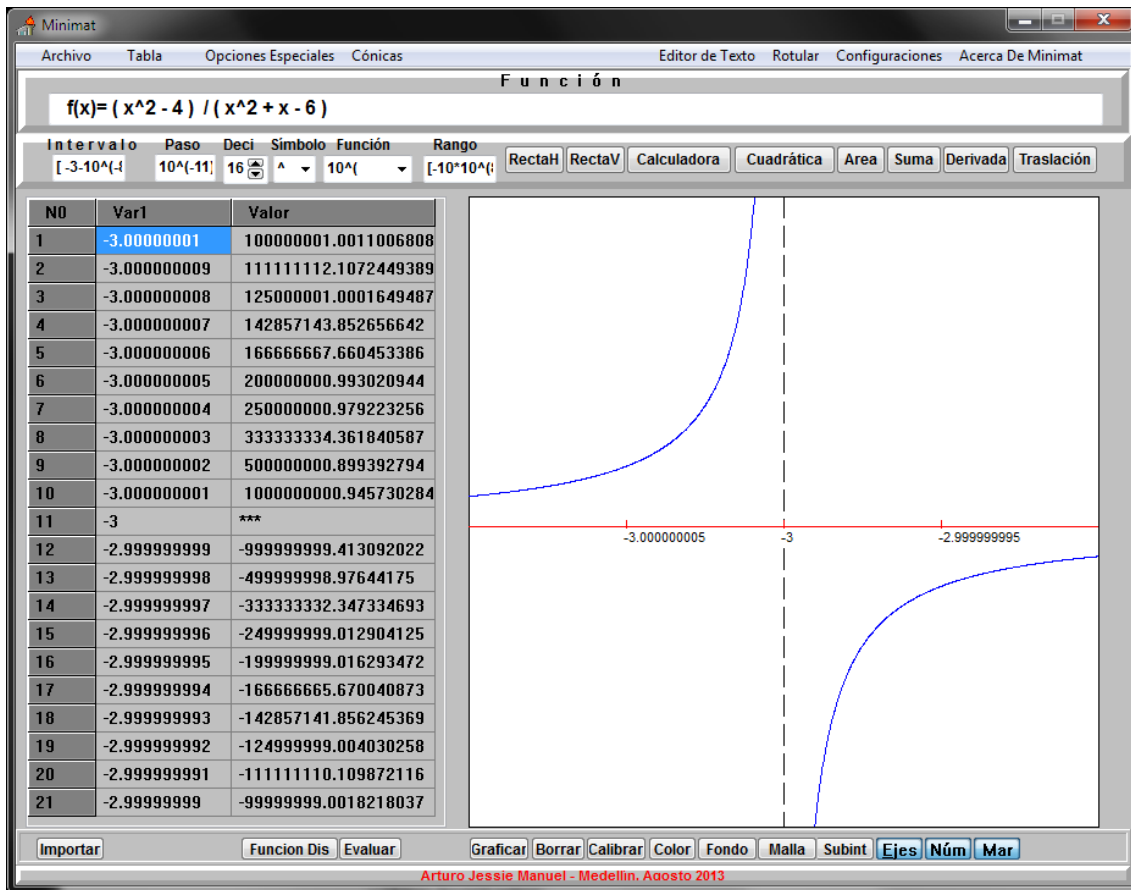 Minimat
Archivo Tabla Opciones Especiales Cónicas Editor de Texto Rotular Configuraciones Acerca De Minimat
Función
f(x)= ( x^2 - 4 ) / ( x^2 + x - 6 )
Intervalo Paso Deci Símbolo Función Rango
[ -3-10^(-8 10^(-11) 16 ^ 10^( [-10*10^(8 RectaH RectaV Calculadora Cuadrática Area Suma Derivada Traslación
N0 Var1 Valor
1 -3.00000001 100000001.0011006808
2 -3.000000009 111111112.1072449389
3 -3.000000008 125000001.0001649487
4 -3.000000007 142857143.852656642
5 -3.000000006 166666667.660453386
6 -3.000000005 200000000.993020944
7 -3.000000004 250000000.979223256
8 -3.000000003 333333334.361840587
9 -3.000000002 500000000.899392794
10 -3.000000001 1000000000.945730284
11 -3 ***
12 -2.999999999 -999999999.413092022
13 -2.999999998 -499999998.97644175
14 -2.999999997 -333333332.347334693
15 -2.999999996 -249999999.012904125
16 -2.999999995 -199999999.016293472
17 -2.999999994 -166666665.670040873
18 -2.999999993 -142857141.856245369
19 -2.999999992 -124999999.004030258
20 -2.999999991 -111111110.109872116
21 -2.99999999 -99999999.0018218037
-3.000000005 -3 -2.999999995
Importar Funcion Dis Evaluar Graficar Borrar Calibrar Color Fondo Malla Subint Ejes Núm Mar
Arturo Jessie Manuel - Medellin. Agosto 2013